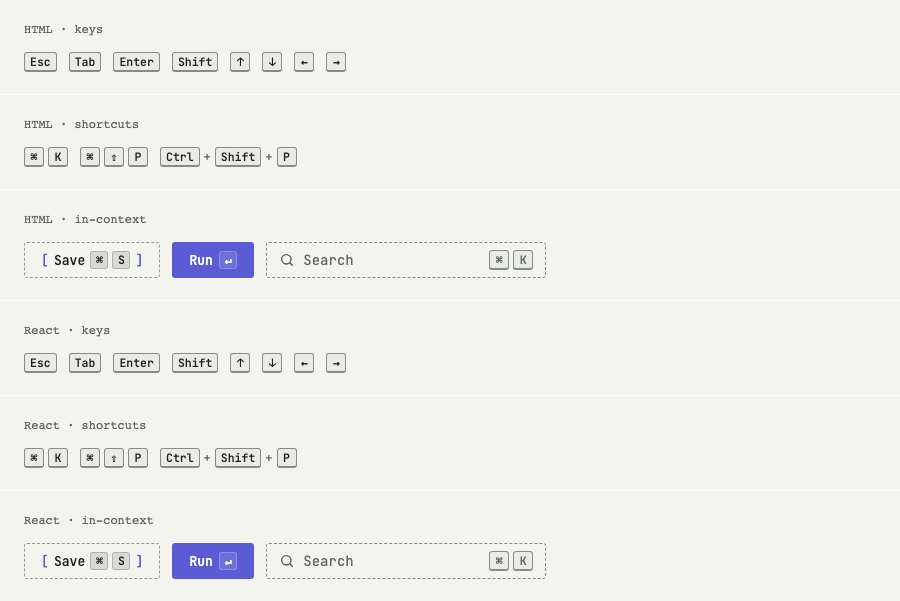 HTML · keys
Esc Tab Enter Shift ↑ ↓ ← →
HTML · shortcuts
⌘ K ⌘ ⇧ P Ctrl + Shift + P
HTML · in-context
[ Save ⌘ S ] Run ↵ Search ⌘ K
React · keys
Esc Tab Enter Shift ↑ ↓ ← →
React · shortcuts
⌘ K ⌘ ⇧ P Ctrl + Shift + P
React · in-context
[ Save ⌘ S ] Run ↵ Search ⌘ K